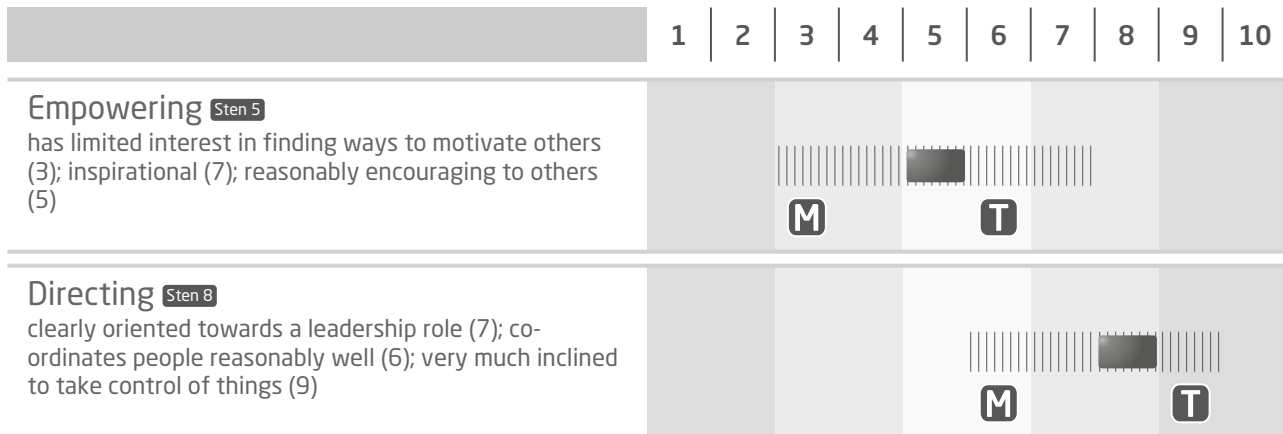 1 2 3 4 5 6 7 8 9 10
Empowering Sten 5
has limited interest in finding ways to motivate others
(3); inspirational (7); reasonably encouraging to others
(5)
M T
Directing Sten 8
clearly oriented towards a leadership role (7); co-
ordinates people reasonably well (6); very much inclined
to take control of things (9)
M T